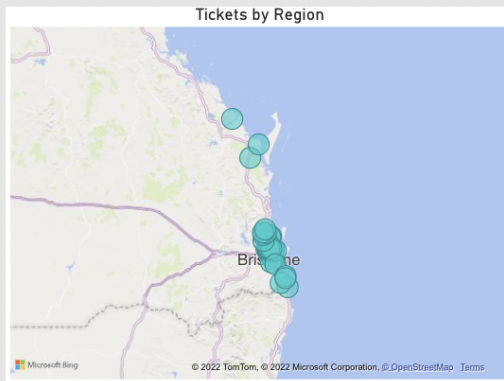 Tickets by Region
Brisbane
Microsoft Bing
© 2022 TomTom, © 2022 Microsoft Corporation, © OpenStreetMap Terms